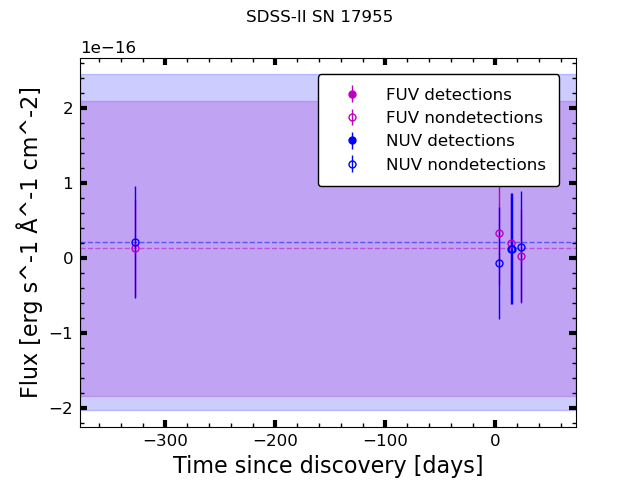 SDSS-II SN 17955
1e−16
FUV detections
FUV nondetections
NUV detections
NUV nondetections
2
1
0
−1
−2
Flux [erg s^-1 Å^-1 cm^-2]
−300
−200
−100
0
Time since discovery [days]